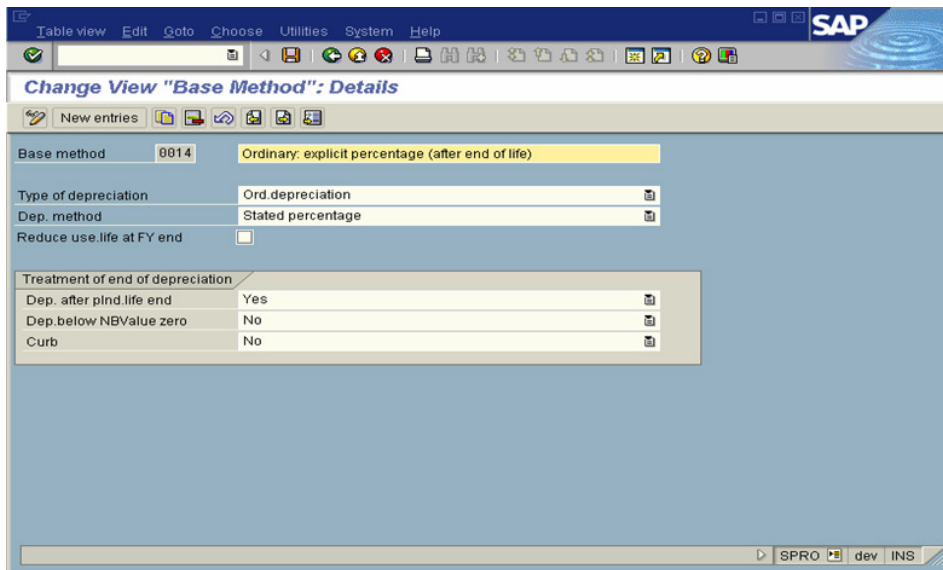 Table view Edit Goto Choose Utilities System Help
SAP
Change View "Base Method": Details
New entries
Base method 0014 Ordinary: explicit percentage (after end of life)
Type of depreciation Ord.depreciation
Dep. method Stated percentage
Reduce use.life at FY end
Treatment of end of depreciation
Dep. after plnd.life end Yes
Dep.below NBValue zero No
Curb No
SPRO dev INS